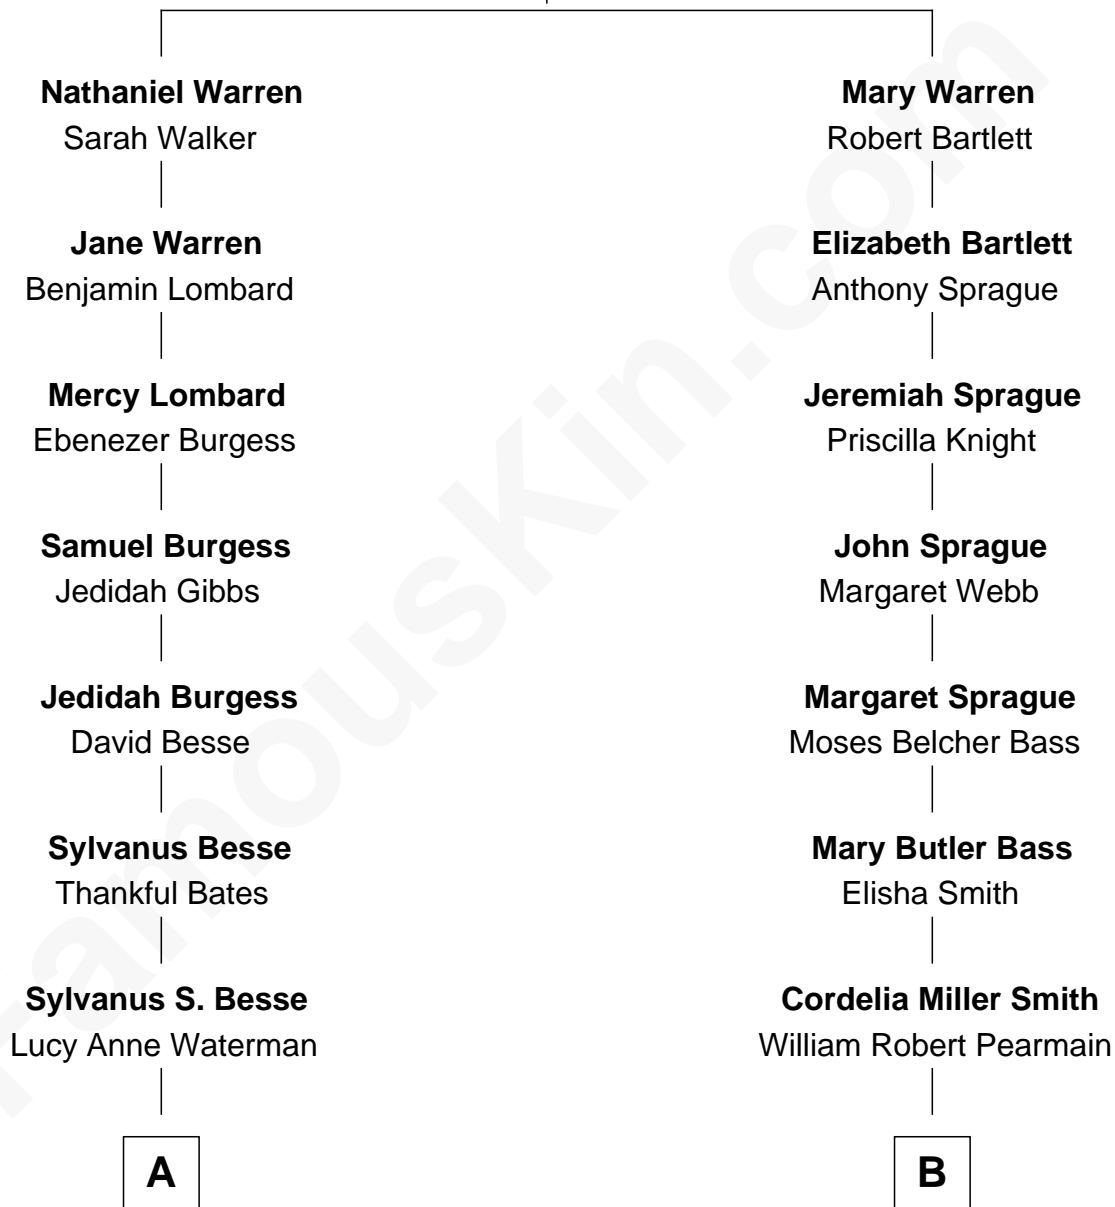 Nathaniel Warren
Sarah Walker
Jane Warren
Benjamin Lombard
Mercy Lombard
Ebenezer Burgess
Samuel Burgess
Jedidah Gibbs
Jedidah Burgess
David Besse
Sylvanus Besse
Thankful Bates
Sylvanus S. Besse
Lucy Anne Waterman
A
Mary Warren
Robert Bartlett
Elizabeth Bartlett
Anthony Sprague
Jeremiah Sprague
Priscilla Knight
John Sprague
Margaret Webb
Margaret Sprague
Moses Belcher Bass
Mary Butler Bass
Elisha Smith
Cordelia Miller Smith
William Robert Pearmain
B
FamousKin.com